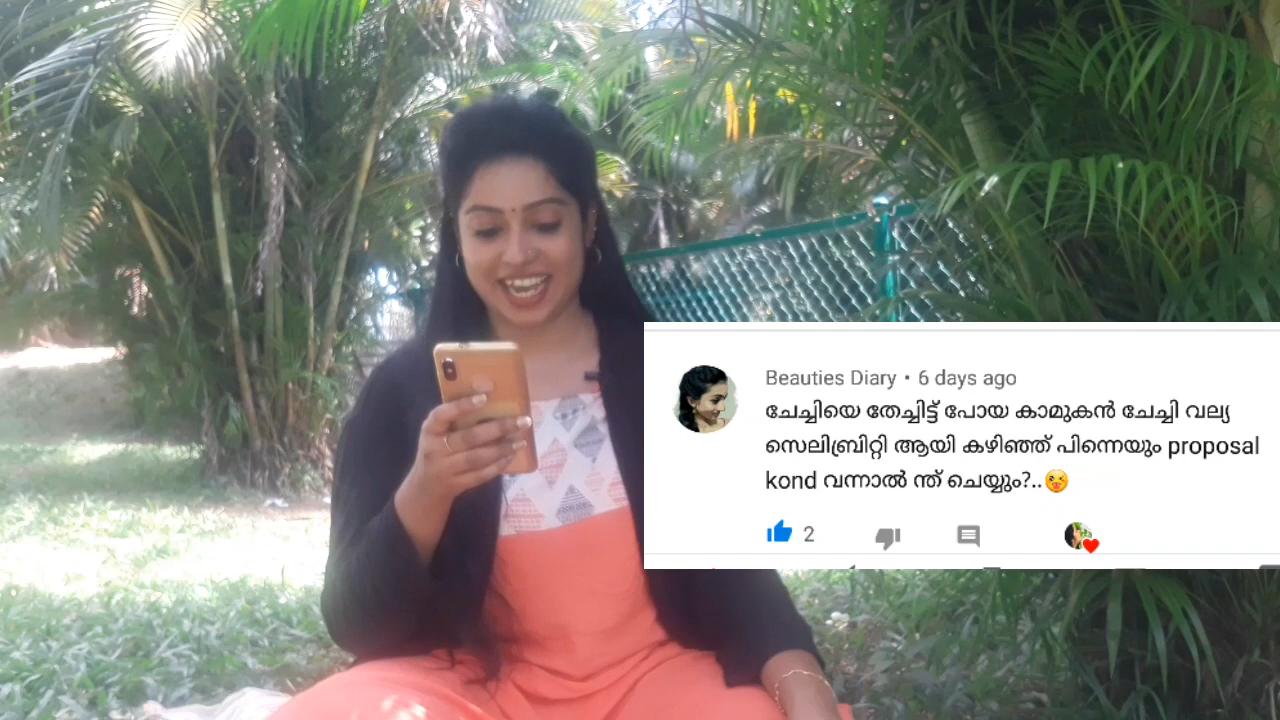 Beauties Diary • 6 days ago
ചേച്ചിയെ തേച്ചിട്ട് പോയ കാമുകൻ ചേച്ചി വല്യ
സെലിബ്രിറ്റി ആയി കഴിഞ്ഞ് പിന്നെയും proposal
kond വന്നാൽ ന്ത് ചെയ്യും?..😜
2